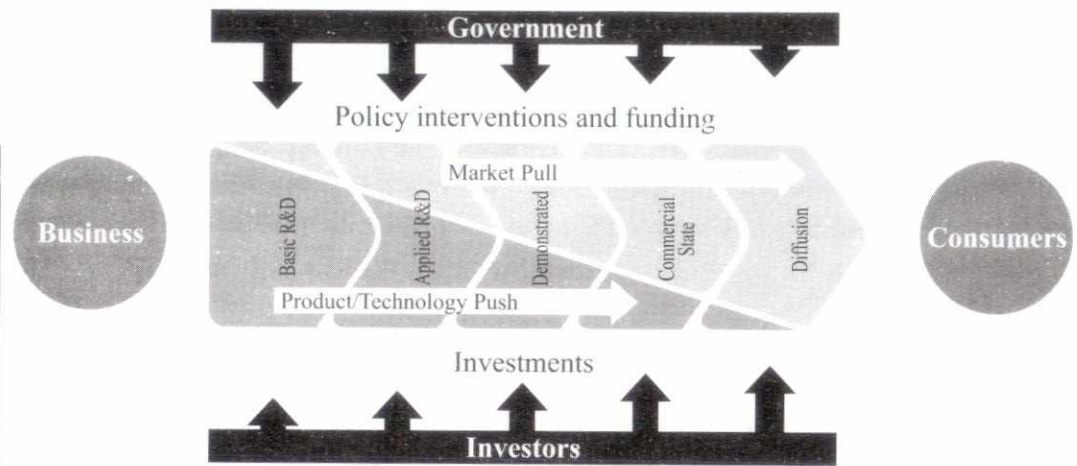 Government
Policy interventions and funding
Market Pull
Business
Basic R&D
Applied R&D
Demonstrated
Commercial
State
Diffusion
Consumers
Product/Technology Push
Investments
Investors